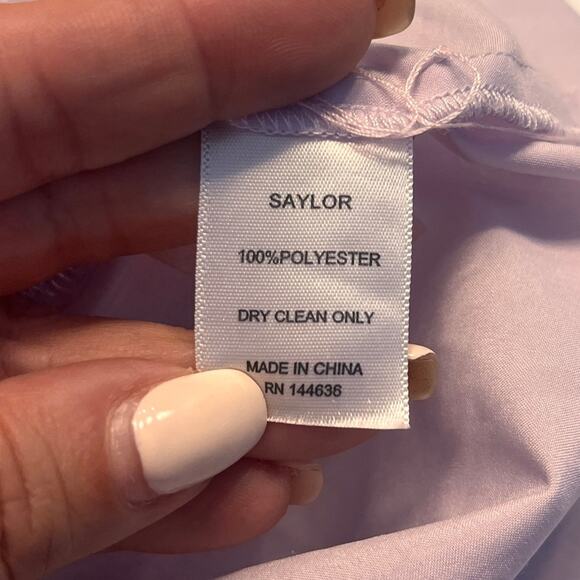 SAYLOR
100%POLYESTER
DRY CLEAN ONLY
MADE IN CHINA
RN 144636